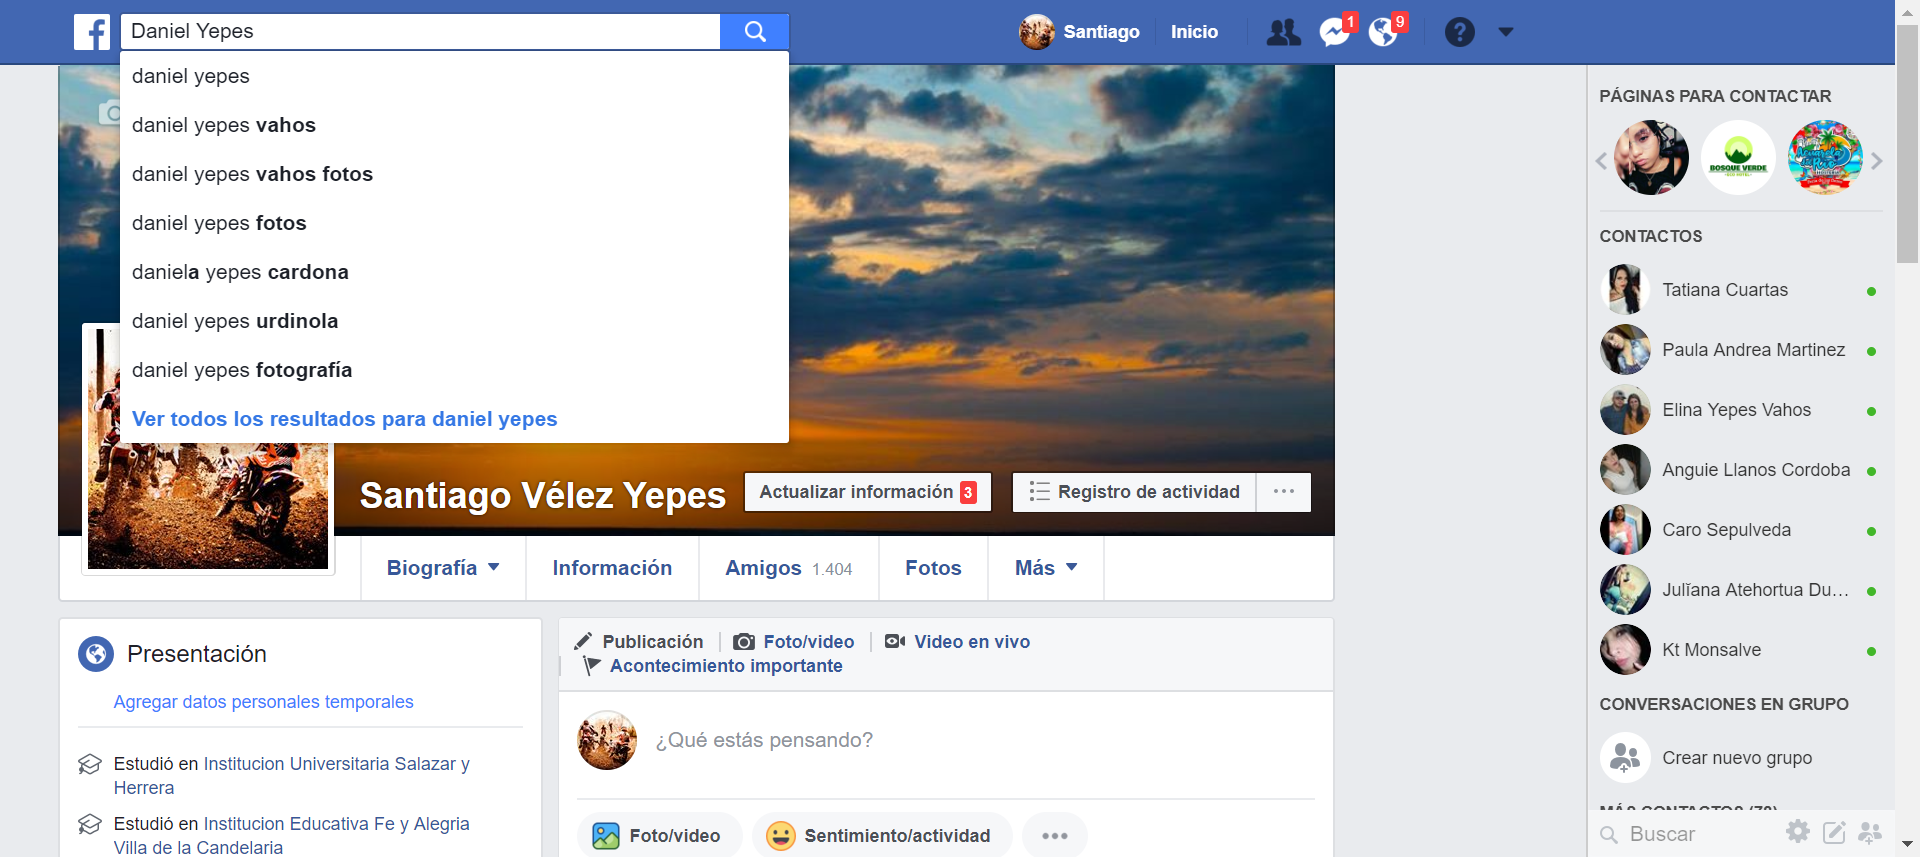 Daniel Yepes
Santiago
Inicio
1
9
daniel yepes
daniel yepes vahos
daniel yepes vahos fotos
daniel yepes fotos
daniela yepes cardona
daniel yepes urdinola
daniel yepes fotografía
Ver todos los resultados para daniel yepes
Santiago Vélez Yepes
Actualizar información 3
Registro de actividad
Biografía
Información
Amigos 1.404
Fotos
Más
Presentación
Agregar datos personales temporales
Estudió en Institucion Universitaria Salazar y
Herrera
Estudió en Institucion Educativa Fe y Alegria
Villa de la Candelaria
Publicación
Foto/video
Video en vivo
Acontecimiento importante
¿Qué estás pensando?
Foto/video
Sentimiento/actividad
PÁGINAS PARA CONTACTAR
BOSQUE VERDE
CONTACTOS
Tatiana Cuartas
Paula Andrea Martinez
Elina Yepes Vahos
Anguie Llanos Cordoba
Caro Sepulveda
Julïana Atehortua Du...
Kt Monsalve
CONVERSACIONES EN GRUPO
Crear nuevo grupo
MÁS CONTACTOS (78)
Buscar